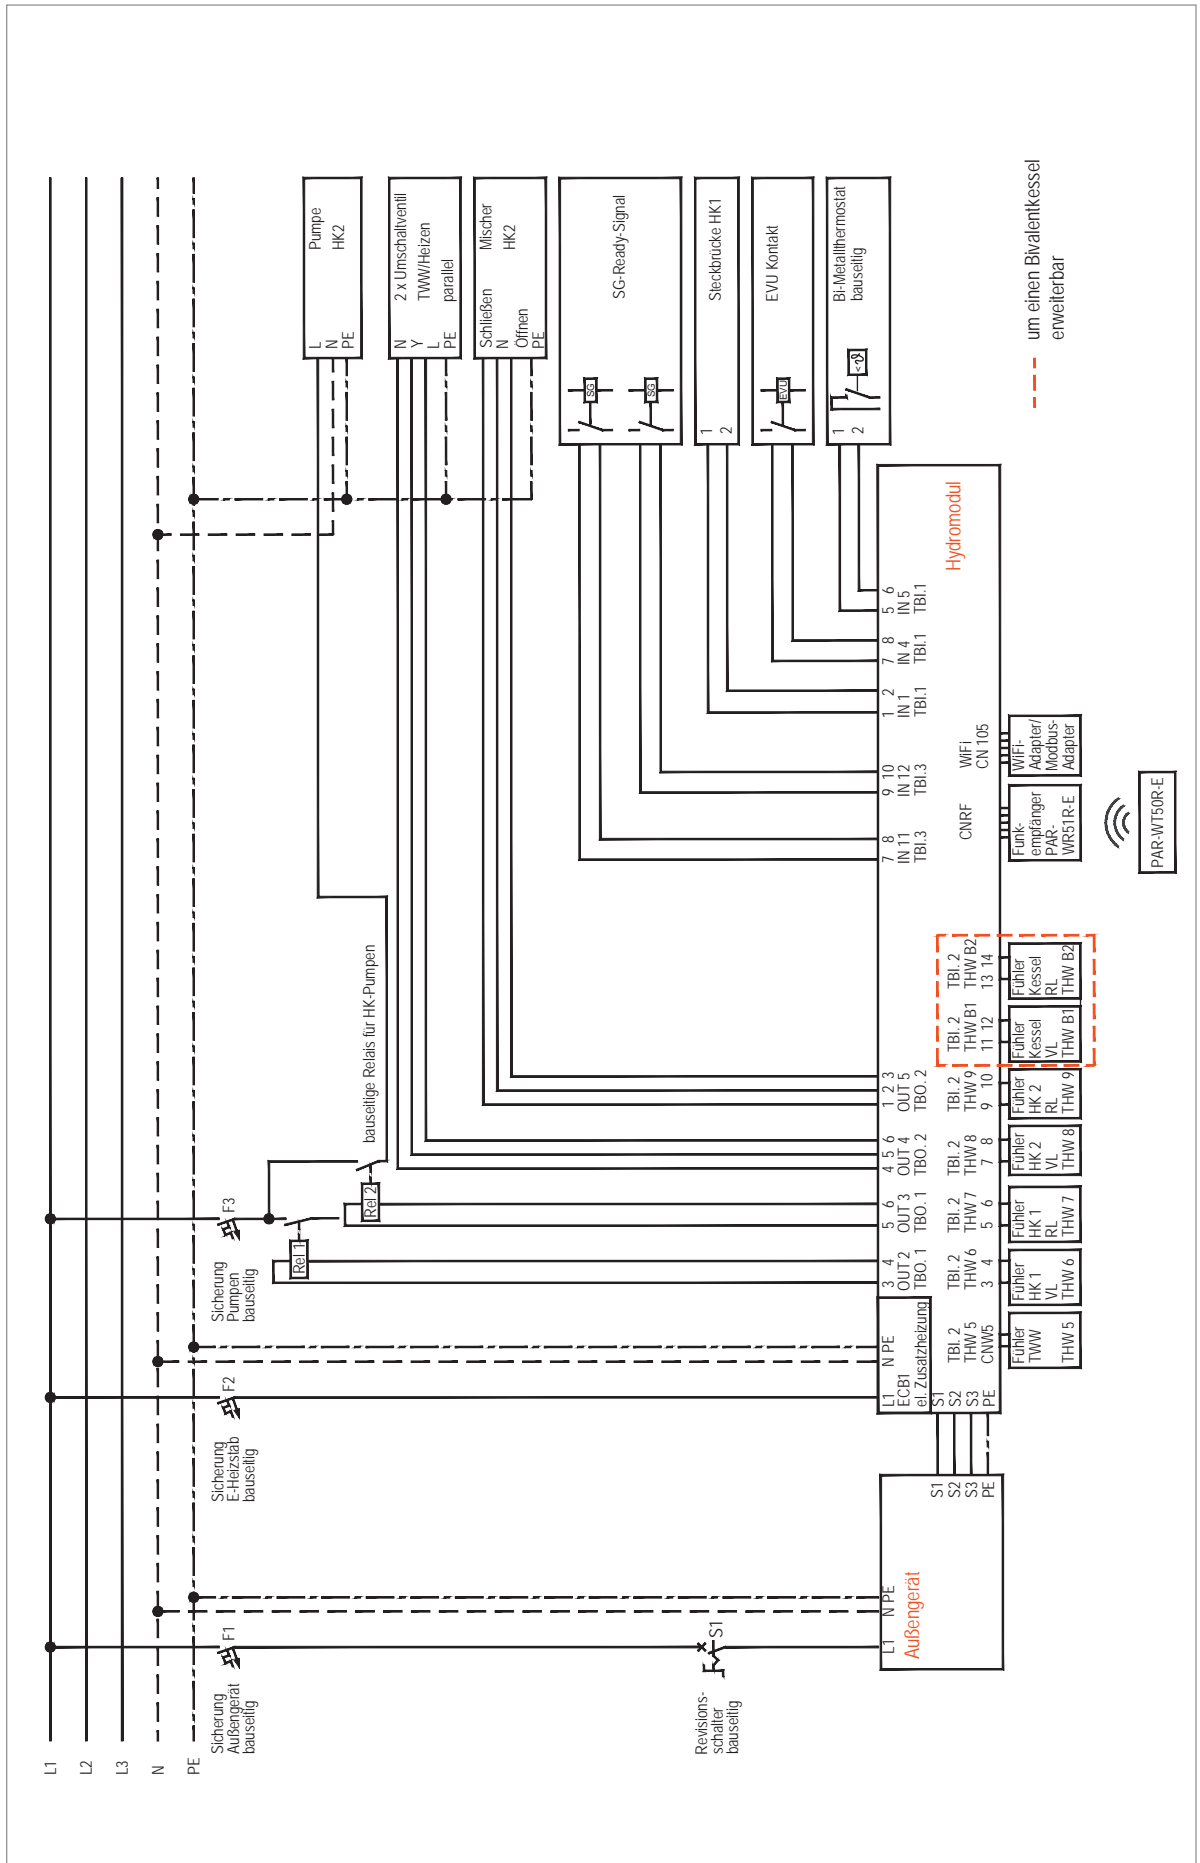 L1
L2
L3
N
PE
Sicherung
Außengerät
bauseitig
F1
Sicherung
E-Heizstab
bauseitig
F2
Sicherung
Pumpen
bauseitig
F3
Rel 1
Rel 2
bauseitige Relais für HK-Pumpen
Revisions-
schalter
bauseitig
S1
L
N
PE
Pumpe
HK2
N
Y
L
PE
2 x Umschaltventil
TWW/Heizen
parallel
Schließen
N
Öffnen
PE
Mischer
HK2
SG-Ready-Signal
SG
SG
1
2
Steckbrücke HK1
EVU Kontakt
EVU
1
2
Bi-Metallthermostat
bauseitig
<ϑ
um einen Bivalentkessel
erweiterbar
L1
N PE
Außengerät
S1
S2
S3
PE
L1
N PE
ECB1
el. Zusatzheizung
S1
S2
S3
PE
3 4
OUT 2
TBO. 1
5 6
OUT 3
TBO. 1
4 5 6
OUT 4
TBO. 2
1 2 3
OUT 5
TBO. 2
7 8
IN 11
TBI.3
9 10
IN 12
TBI.3
1 2
IN 1
TBI.1
7 8
IN 4
TBI.1
5 6
IN 5
TBI.1
Hydromodul
TBI. 2
THW 5
CNW5
TBI. 2
THW 6
3 4
TBI. 2
THW 7
5 6
TBI. 2
THW 8
7 8
TBI. 2
THW 9
9 10
TBI. 2
THW B1
11 12
TBI. 2
THW B2
13 14
CNRF
WiFi
CN 105
Fühler
TWW
THW 5
Fühler
HK 1
VL
THW 6
Fühler
HK 1
RL
THW 7
Fühler
HK 2
VL
THW 8
Fühler
HK 2
RL
THW 9
Fühler
Kessel
VL
THW B1
Fühler
Kessel
RL
THW B2
Funk-
empfänger
PAR-
WR51R-E
WiFi-
Adapter/
Modbus-
Adapter
PAR-WT50R-E